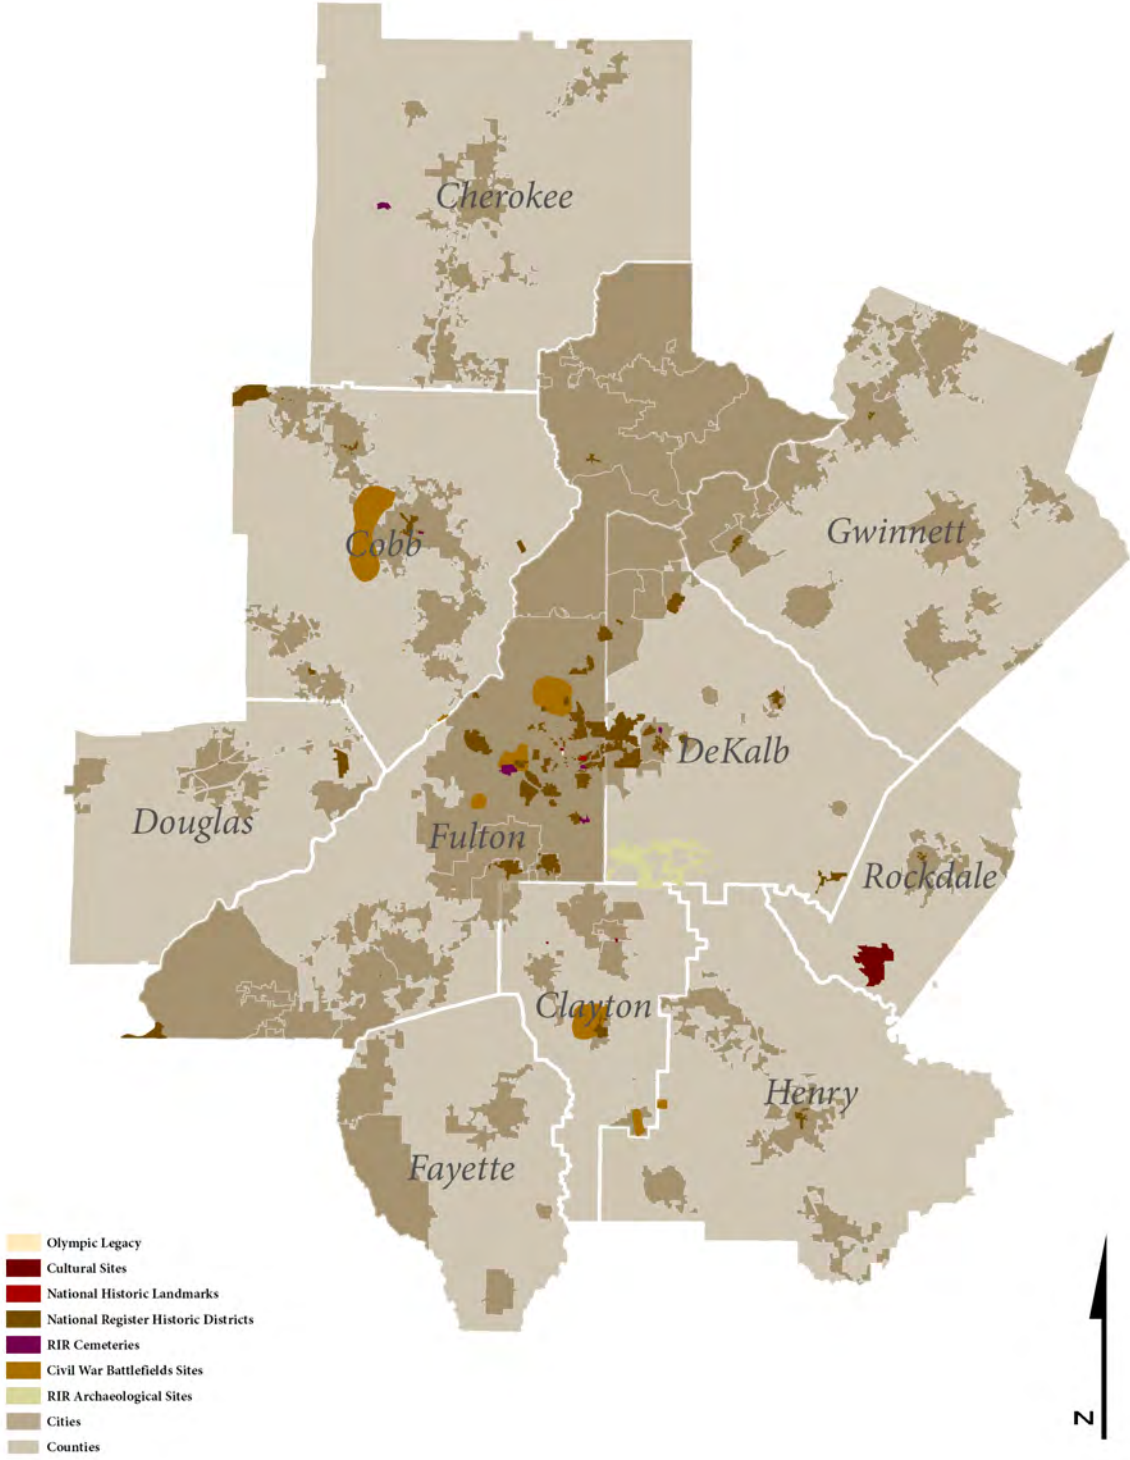 Cherokee
Gwinnett
Cobb
DeKalb
Douglas
Fulton
Rockdale
Clayton
Henry
Fayette
Olympic Legacy
Cultural Sites
National Historic Landmarks
National Register Historic Districts
RIR Cemeteries
Civil War Battlefields Sites
RIR Archaeological Sites
Cities
Counties
N